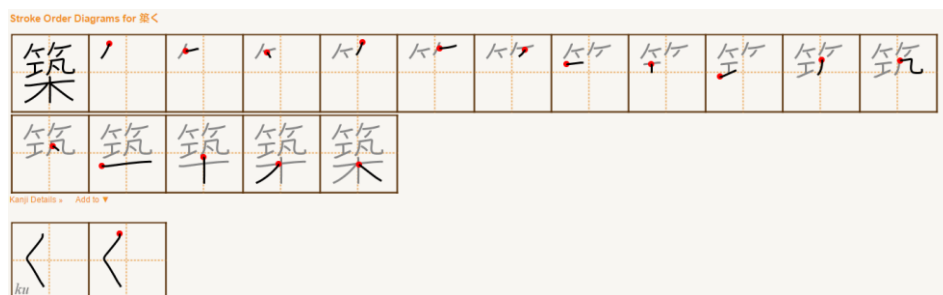 Stroke Order Diagrams for 築く
築
Kanji Details » Add to ▼
く
ku